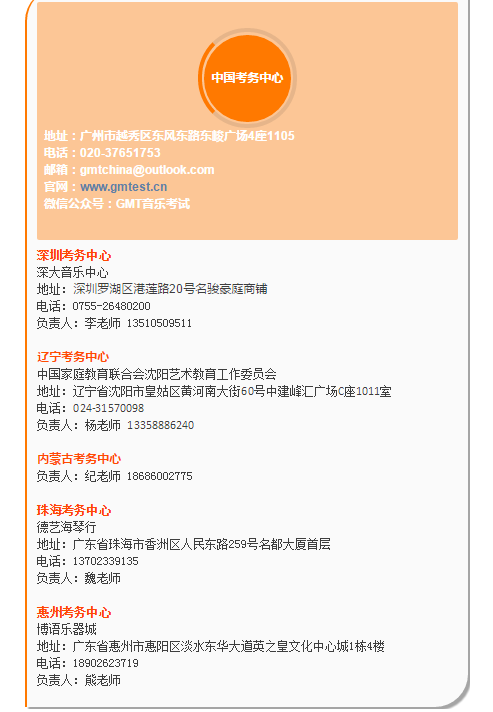 中国考务中心
地址：广州市越秀区东风东路东峻广场4座1105
电话：020-37651753
邮箱：gmtchina@outlook.com
官网：www.gmtest.cn
微信公众号：GMT音乐考试
深圳考务中心
深大音乐中心
地址：深圳罗湖区港莲路20号名骏豪庭商铺
电话：0755-26480200
负责人：李老师 13510509511
辽宁考务中心
中国家庭教育联合会沈阳艺术教育工作委员会
地址：辽宁省沈阳市皇姑区黄河南大街60号中建峰汇广场C座1011室
电话：024-31570098
负责人：杨老师 13358886240
内蒙古考务中心
负责人：纪老师 18686002775
珠海考务中心
德艺海琴行
地址：广东省珠海市香洲区人民东路259号名都大厦首层
电话：13702339135
负责人：魏老师
惠州考务中心
博语乐器城
地址：广东省惠州市惠阳区淡水东华大道英之皇文化中心城1栋4楼
电话：18902623719
负责人：熊老师